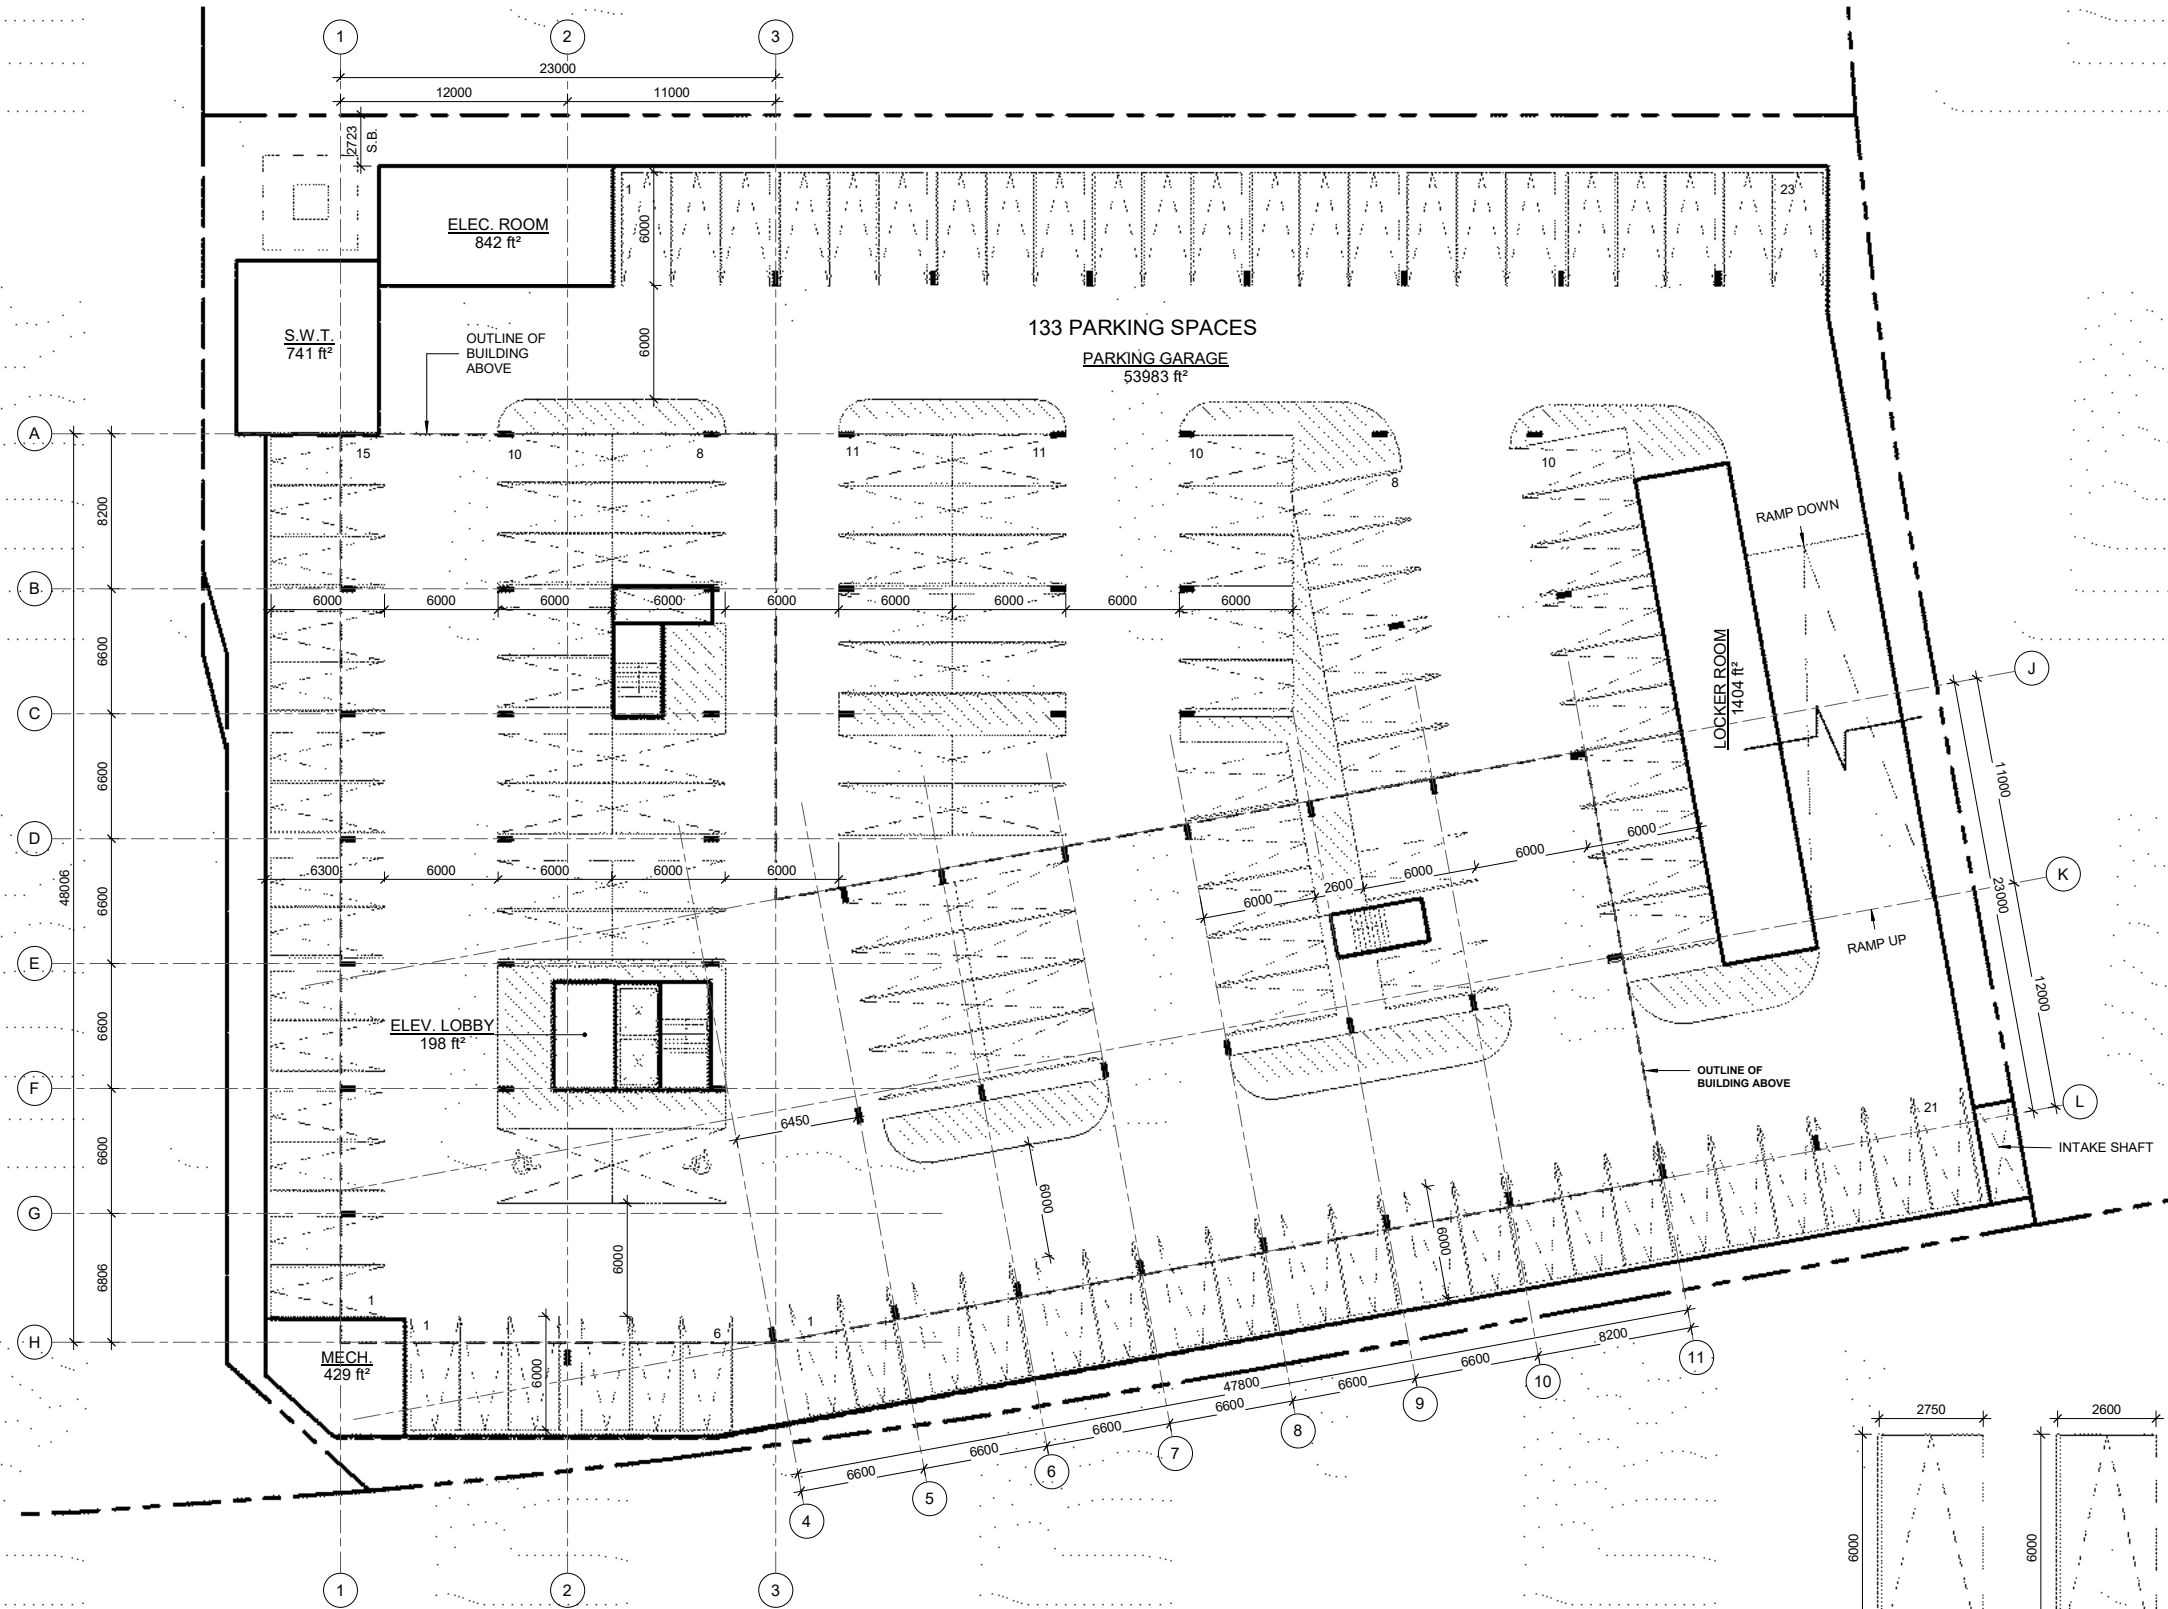 1
2
3
23000
12000
11000
2723
S.B.
ELEC. ROOM
842 ft²
1
6000
23
S.W.T.
741 ft²
OUTLINE OF
BUILDING
ABOVE
6000
133 PARKING SPACES
PARKING GARAGE
53983 ft²
A
15
10
8
11
11
10
8
10
8200
RAMP DOWN
B
6000
6000
6000
6000
6000
6000
6000
6000
6000
6600
LOCKER ROOM
1404 ft²
J
C
6600
11000
D
6000
6000
6000
6000
2600
6300
6000
6000
6000
6000
48006
6600
23000
K
E
RAMP UP
12000
6600
ELEV. LOBBY
198 ft²
F
OUTLINE OF
BUILDING ABOVE
21
L
6450
6600
INTAKE SHAFT
6000
G
6000
6000
6806
1
1
6
1
H
MECH.
429 ft²
6000
47800
6600
6600
6600
6600
6600
6600
8200
4
5
6
7
8
9
10
11
2750
2600
6000
6000
1
2
3